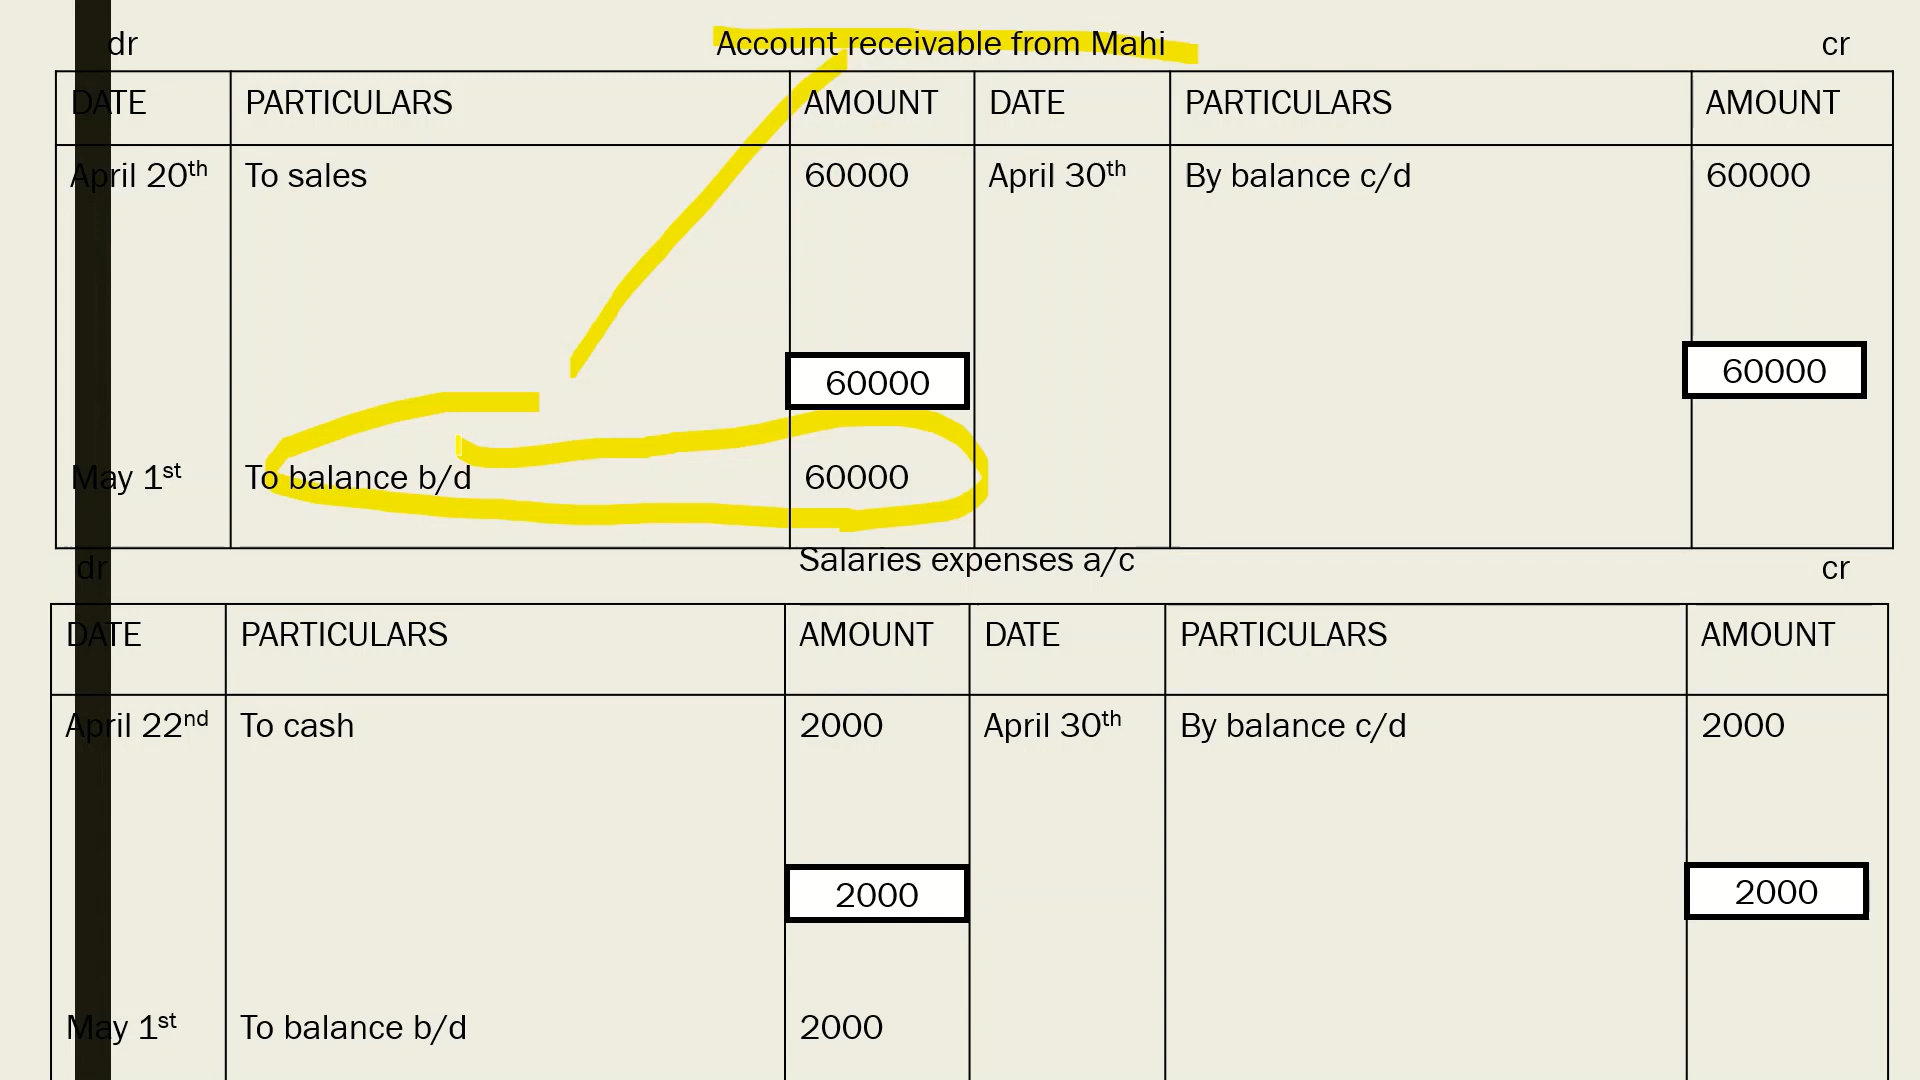 dr Account receivable from Mahi cr
DATE PARTICULARS AMOUNT DATE PARTICULARS AMOUNT
April 20th To sales 60000 April 30th By balance c/d 60000
60000 60000
May 1st To balance b/d 60000
dr Salaries expenses a/c cr
DATE PARTICULARS AMOUNT DATE PARTICULARS AMOUNT
April 22nd To cash 2000 April 30th By balance c/d 2000
2000 2000
May 1st To balance b/d 2000